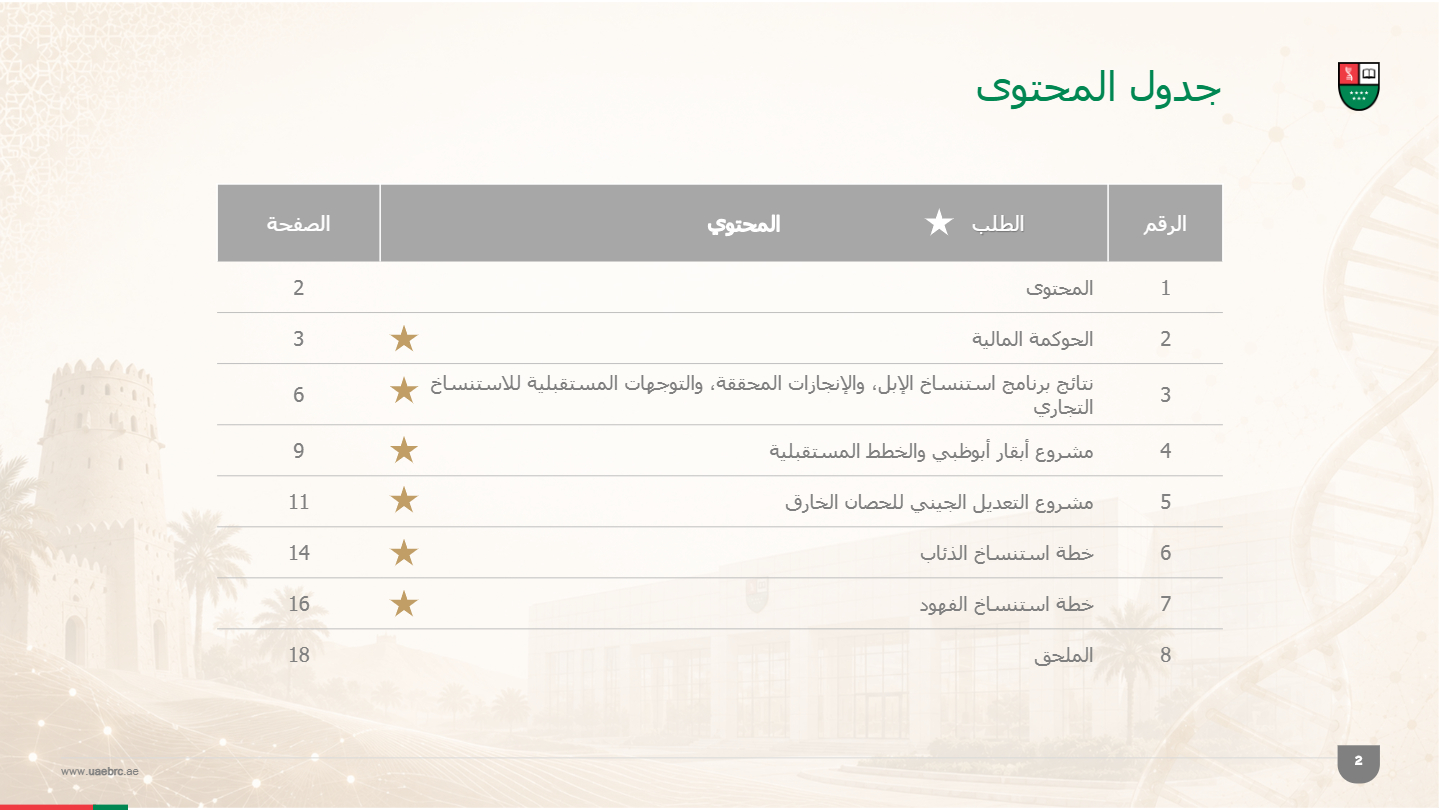 جدول المحتوى
الرقم الطلب ★ المحتوي الصفحة
1 المحتوى 2
2 الحوكمة المالية ★ 3
3 نتائج برنامج استنساخ الإبل، والإنجازات المحققة، والتوجهات المستقبلية للاستنساخ ★ 6
التجاري
4 مشروع أبقار أبوظبي والخطط المستقبلية ★ 9
5 مشروع التعديل الجيني للحصان الخارق ★ 11
6 خطة استنساخ الذئاب ★ 14
7 خطة استنساخ الفهود ★ 16
8 الملحق 18
www.uaebrc.ae
2